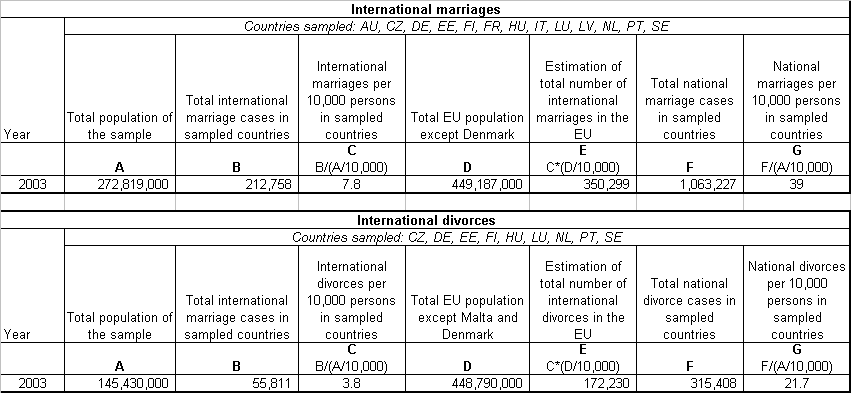 International marriages
Countries sampled: AU, CZ, DE, EE, FI, FR, HU, IT, LU, LV, NL, PT, SE
Year
Total population of
the sample
Total international
marriage cases in
sampled countries
International
marriages per
10,000 persons
in sampled
countries
Total EU population
except Denmark
Estimation of
total number of
international
marriages in the
EU
Total national
marriage cases
in sampled
countries
National
marriages per
10,000 persons
in sampled
countries
A B C D E F G
B/(A/10,000) C*(D/10,000) F/(A/10,000)
2003 272,819,000 212,758 7.8 449,187,000 350,299 1,063,227 39
International divorces
Countries sampled: CZ, DE, EE, FI, HU, LU, NL, PT, SE
Year
Total population of
the sample
Total international
marriage cases in
sampled countries
International
divorces per
10,000 persons
in sampled
countries
Total EU population
except Malta and
Denmark
Estimation of
total number of
international
divorces in the
EU
Total national
divorce cases in
sampled
countries
National divorces
per 10,000
persons in
sampled
countries
A B C D E F G
B/(A/10,000) C*(D/10,000) F/(A/10,000)
2003 145,430,000 55,811 3.8 448,790,000 172,230 315,408 21.7